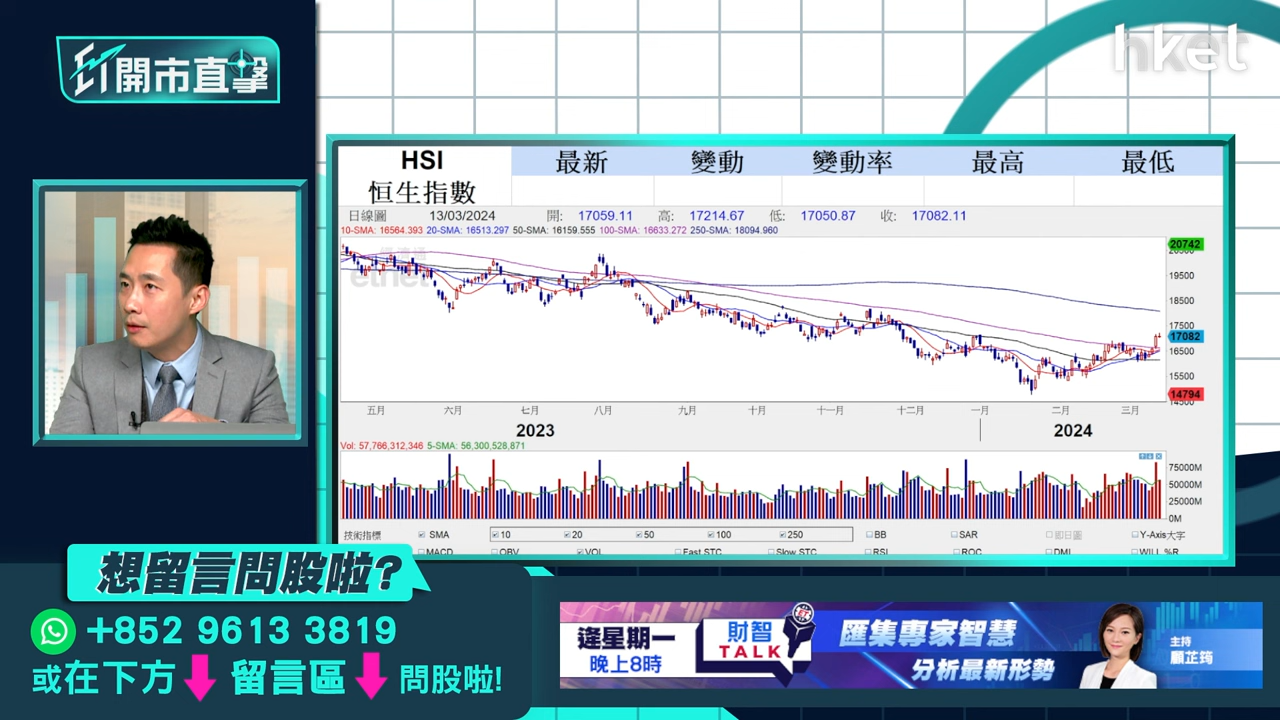 ET開市直擊
hket
HSI 最新 變動 變動率 最高 最低
恒生指數
日線圖 13/03/2024 開: 17059.11 高: 17214.67 低: 17050.87 收: 17082.11
10-SMA: 16564.393 20-SMA: 16513.297 50-SMA: 16159.555 100-SMA: 16633.272 250-SMA: 18094.960
etnet
20742
19500
18500
17500
17082
16500
15500
14794
五月 六月 七月 八月 九月 十月 十一月 十二月 一月 二月 三月
2023 2024
Vol: 57,766,312,346 5-SMA: 56,300,528,871
75000M
50000M
25000M
0M
技術指標 SMA 10 20 50 100 250 BB SAR 即日圖 Y-Axis大字
MACD OBV VOL Fast STC Slow STC RSI ROC DMI WILL %R
想留言問股啦?
+852 9613 3819
或在下方 留言區 問股啦!
逢星期一
晚上8時
財智
TALK
匯集專家智慧
分析最新形勢
主持
顧芷筠